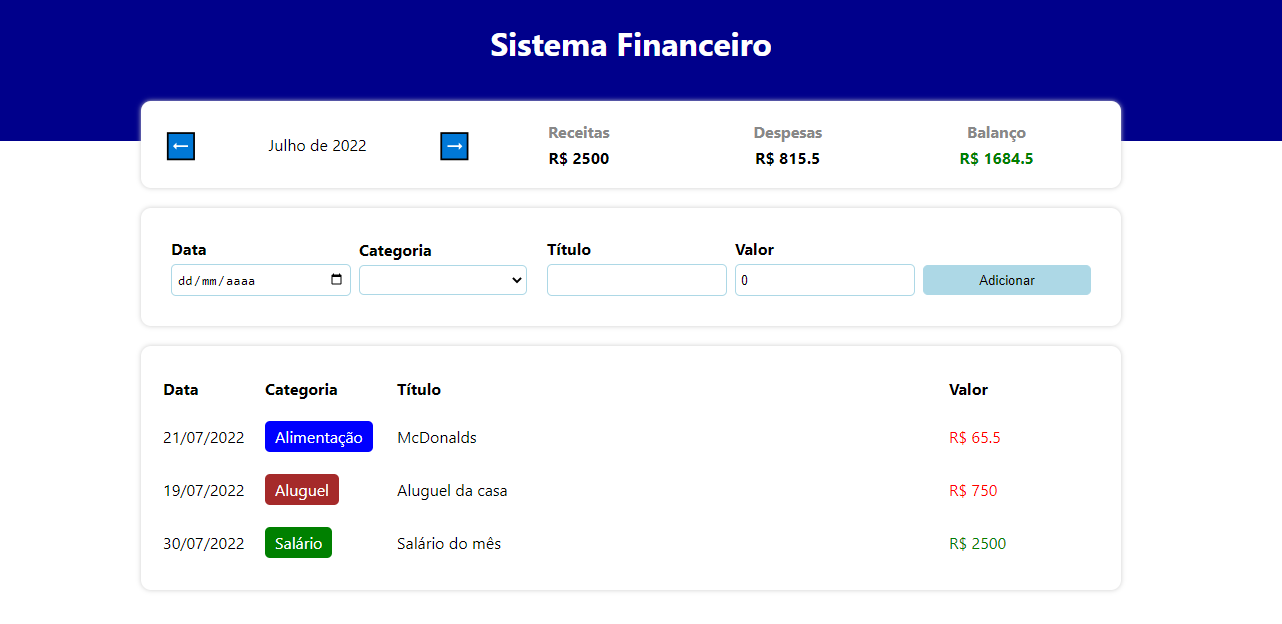 Sistema Financeiro
← Julho de 2022 →
Receitas Despesas Balanço
R$ 2500 R$ 815.5 R$ 1684.5
Data Categoria Título Valor
dd/mm/aaaa 0 Adicionar
Data Categoria Título Valor
21/07/2022 Alimentação McDonalds R$ 65.5
19/07/2022 Aluguel Aluguel da casa R$ 750
30/07/2022 Salário Salário do mês R$ 2500